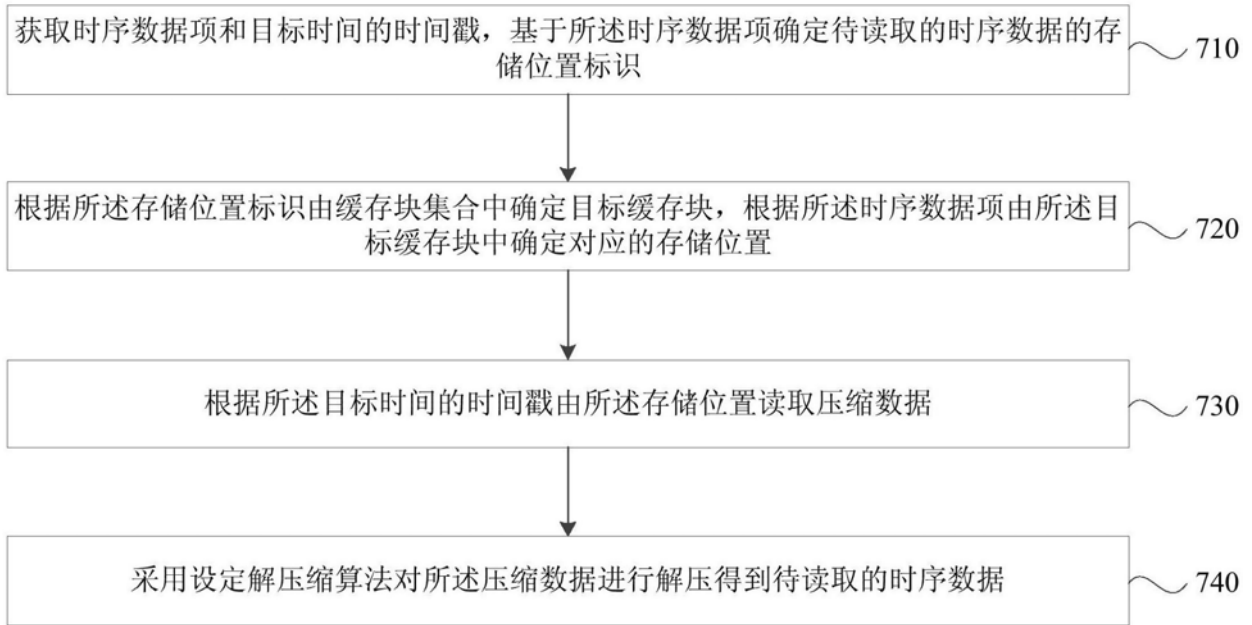 获取时序数据项和目标时间的时间戳，基于所述时序数据项确定待读取的时序数据的存
储位置标识
710
根据所述存储位置标识由缓存块集合中确定目标缓存块，根据所述时序数据项由所述目
标缓存块中确定对应的存储位置
720
根据所述目标时间的时间戳由所述存储位置读取压缩数据
730
采用设定解压缩算法对所述压缩数据进行解压得到待读取的时序数据
740